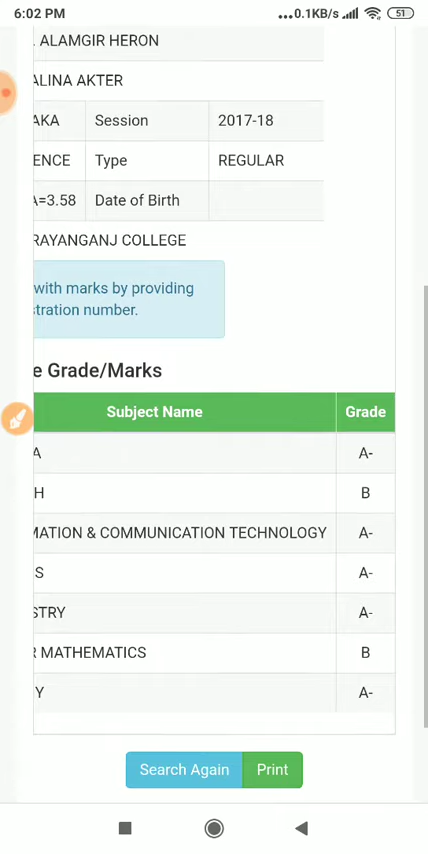 6:02 PM ...0.1KB/s 51
. ALAMGIR HERON
ALINA AKTER
AKA Session 2017-18
ENCE Type REGULAR
A=3.58 Date of Birth
RAYANGANJ COLLEGE
with marks by providing
stration number.
e Grade/Marks
Subject Name Grade
A A-
H B
MATION & COMMUNICATION TECHNOLOGY A-
S A-
STRY A-
R MATHEMATICS B
Y A-
Search Again Print